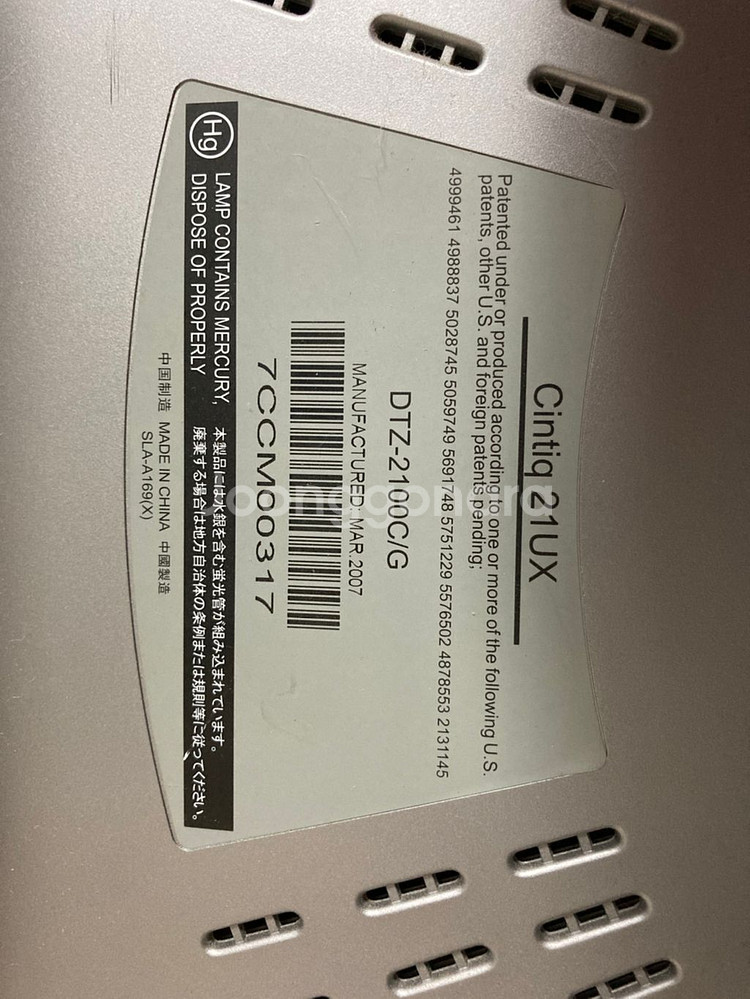 Cintiq 21UX
Patented under or produced according to one or more of the following U.S.
patents, other U.S. and foreign patents pending;
4999461 4988837 5028745 5059749 5691748 5751229 5576502 4878553 2131145
DTZ-2100C/G
MANUFACTURED: MAR.2007
7CCM00317
Hg
LAMP CONTAINS MERCURY,
DISPOSE OF PROPERLY
本製品には水銀を含む蛍光管が組み込まれています。
廃棄する場合は地方自治体の条例または規則等に従ってください。
中国制造 MADE IN CHINA 中國製造
SLA-A169(X)
joonggonara